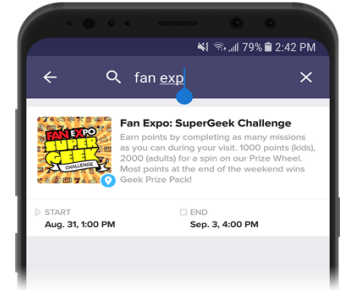 79% 2:42 PM
fan exp
FAN EXPO
SUPER
GEEK
CHALLENGE
Fan Expo: SuperGeek Challenge
Earn points by completing as many missions
as you can during your visit. 1000 points (kids),
2000 (adults) for a spin on our Prize Wheel.
Most points at the end of the weekend wins
Geek Prize Pack!
START
Aug. 31, 1:00 PM
END
Sep. 3, 4:00 PM